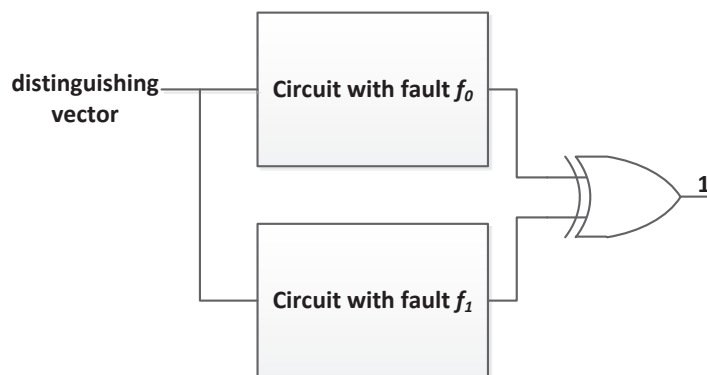 distinguishing
vector
Circuit with fault f0
1
Circuit with fault f1